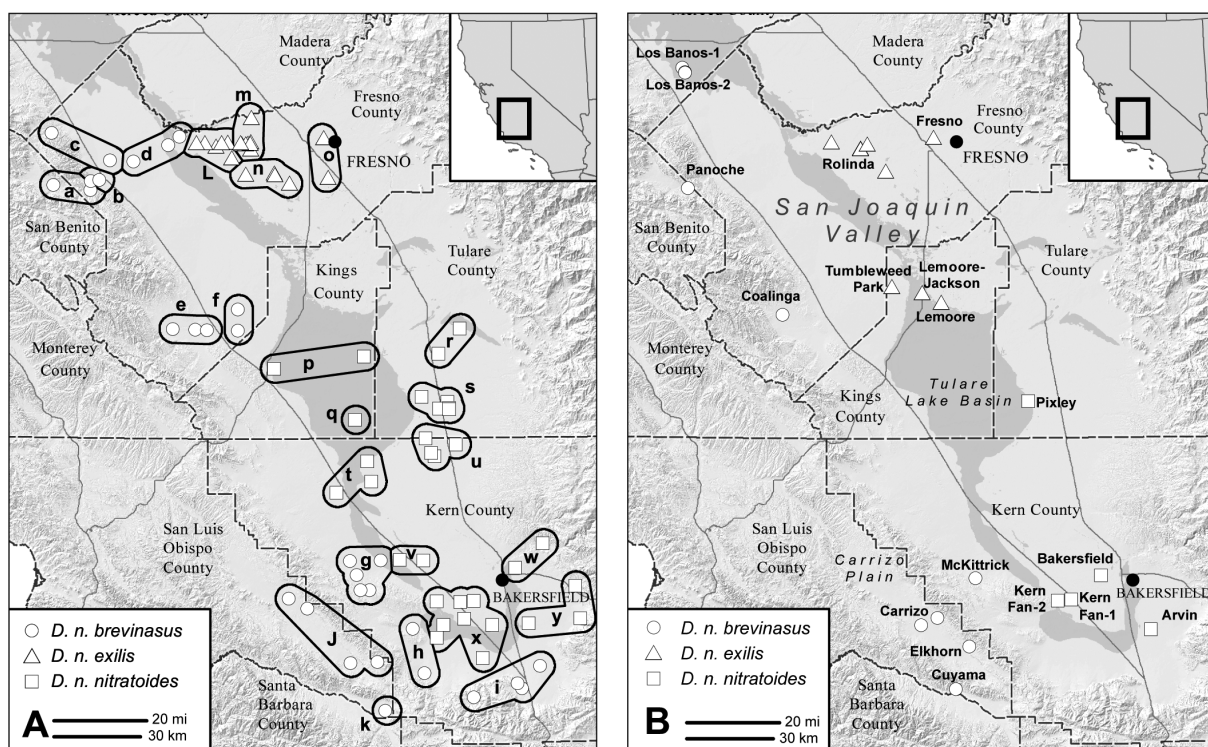 Madera
County
Fresno
County
FRESNO
m
c
d
a
b
L
n
o
San Benito
County
Tulare
County
Kings
County
e
f
Monterey
County
p
r
s
q
u
t
Kern County
San Luis
Obispo
County
g
v
w
BAKERSFIELD
J
h
x
y
i
k
Santa
Barbara
County
D. n. brevinasus
D. n. exilis
D. n. nitratoides
A
20 mi
30 km
Los Banos-1
Los Banos-2
Madera
County
Fresno
County
Fresno
FRESNO
Rolinda
Panoche
San Joaquin
Valley
San Benito
County
Tulare
County
Kings
County
Tumbleweed
Park
Lemoore-
Jackson
Lemoore
Coalinga
Monterey
County
Kings
County
Tulare
Lake Basin
Pixley
Kern County
San Luis
Obispo
County
Carrizo
Plain
McKittrick
Bakersfield
BAKERSFIELD
Kern
Fan-2
Kern
Fan-1
Arvin
Carrizo
Elkhorn
Cuyama
Santa
Barbara
County
D. n. brevinasus
D. n. exilis
D. n. nitratoides
B
20 mi
30 km